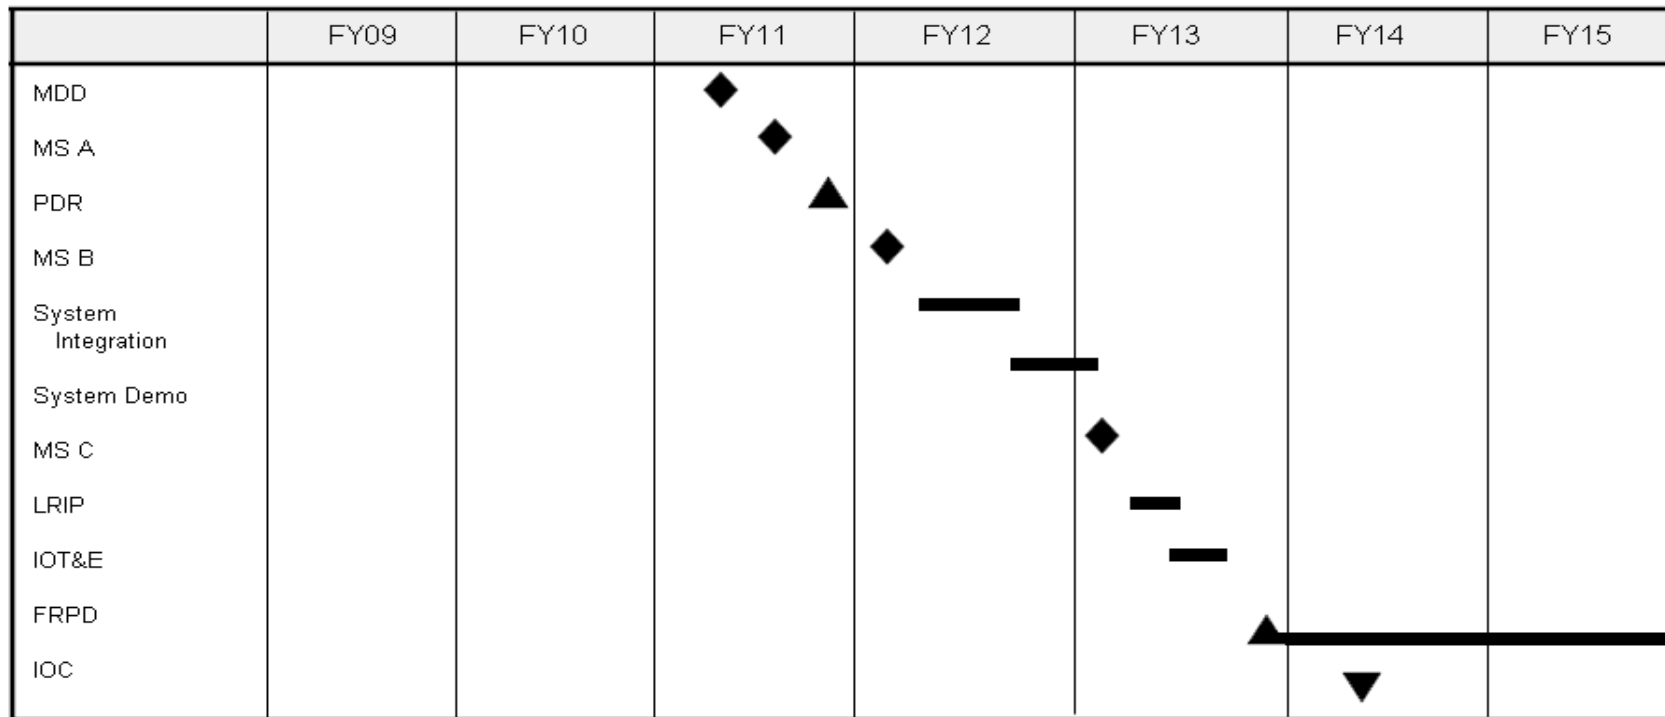 FY09 FY10 FY11 FY12 FY13 FY14 FY15
MDD
MS A
PDR
MS B
System
Integration
System Demo
MS C
LRIP
IOT&E
FRPD
IOC